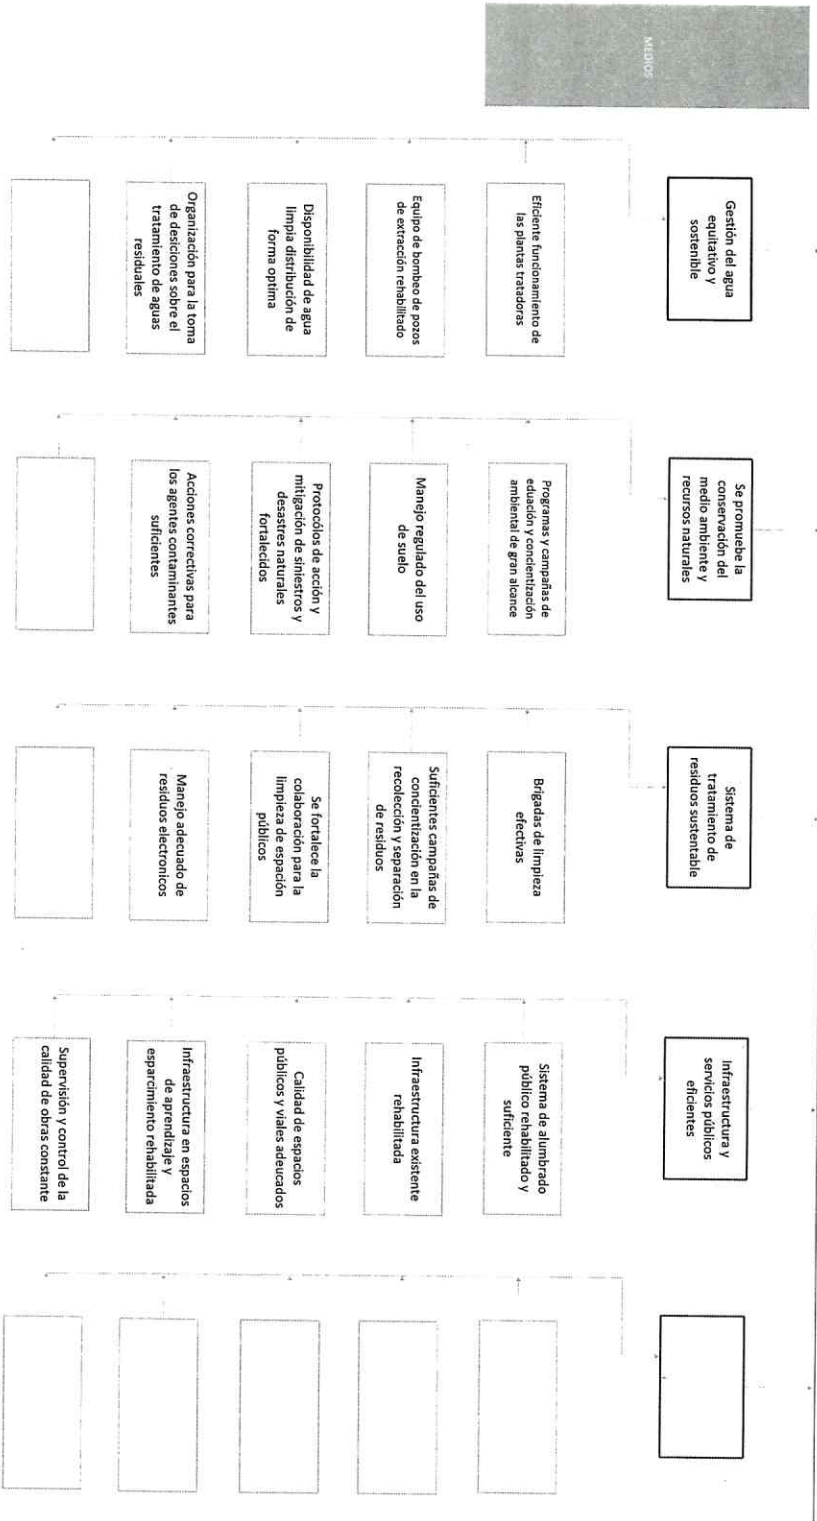 MEDIOS
Gestión del agua
equitativo y
sostenible
Eficiente funcionamiento de
las plantas tratadoras
Equipo de bombeo de pozos
de extracción rehabilitado
Disponibilidad de agua
limpia distribución de
forma optima
Organización para la toma
de desiciones sobre el
tratamiento de aguas
residuales
Se promuebe la
conservación del
medio ambiente y
recursos naturales
Programas y campañas de
eduación y concientización
ambiental de gran alcance
Manejo regulado del uso
de suelo
Protocólos de acción y
mitigación de siniestros y
desastres naturales
fortalecidos
Acciones correctivas para
los agentes contaminantes
suficientes
Sistema de
tratamiento de
residuos sustentable
Brigadas de limpieza
efectivas
Suficientes campañas de
concientización en la
recolección y separación
de residuos
Se fortalece la
colaboración para la
limpieza de espación
públicos
Manejo adecuado de
residuos electronicos
Infraestructura y
servicios públicos
eficientes
Sistema de alumbrado
público rehabilitado y
suficiente
Infraestructura existente
rehabilitada
Calidad de espacios
públicos y viales adeucados
Infraestructura en espacios
de aprendizaje y
esparcimiento rehabilitada
Supervisión y control de la
calidad de obras constante